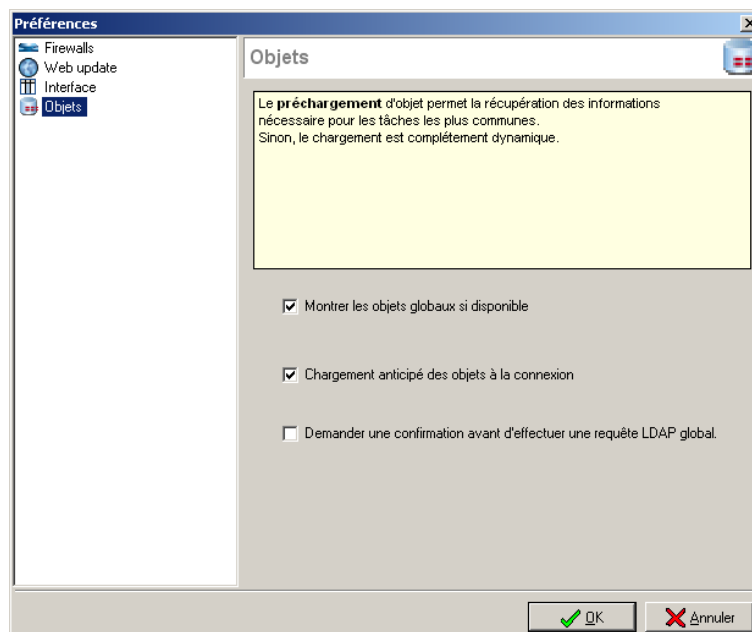 Préférences
Firewalls
Web update
Interface
Objets
Objets
Le préchargement d'objet permet la récupération des informations
nécessaire pour les tâches les plus communes.
Sinon, le chargement est complétement dynamique.
Montrer les objets globaux si disponible
Chargement anticipé des objets à la connexion
Demander une confirmation avant d'effectuer une requête LDAP global.
OK
Annuler